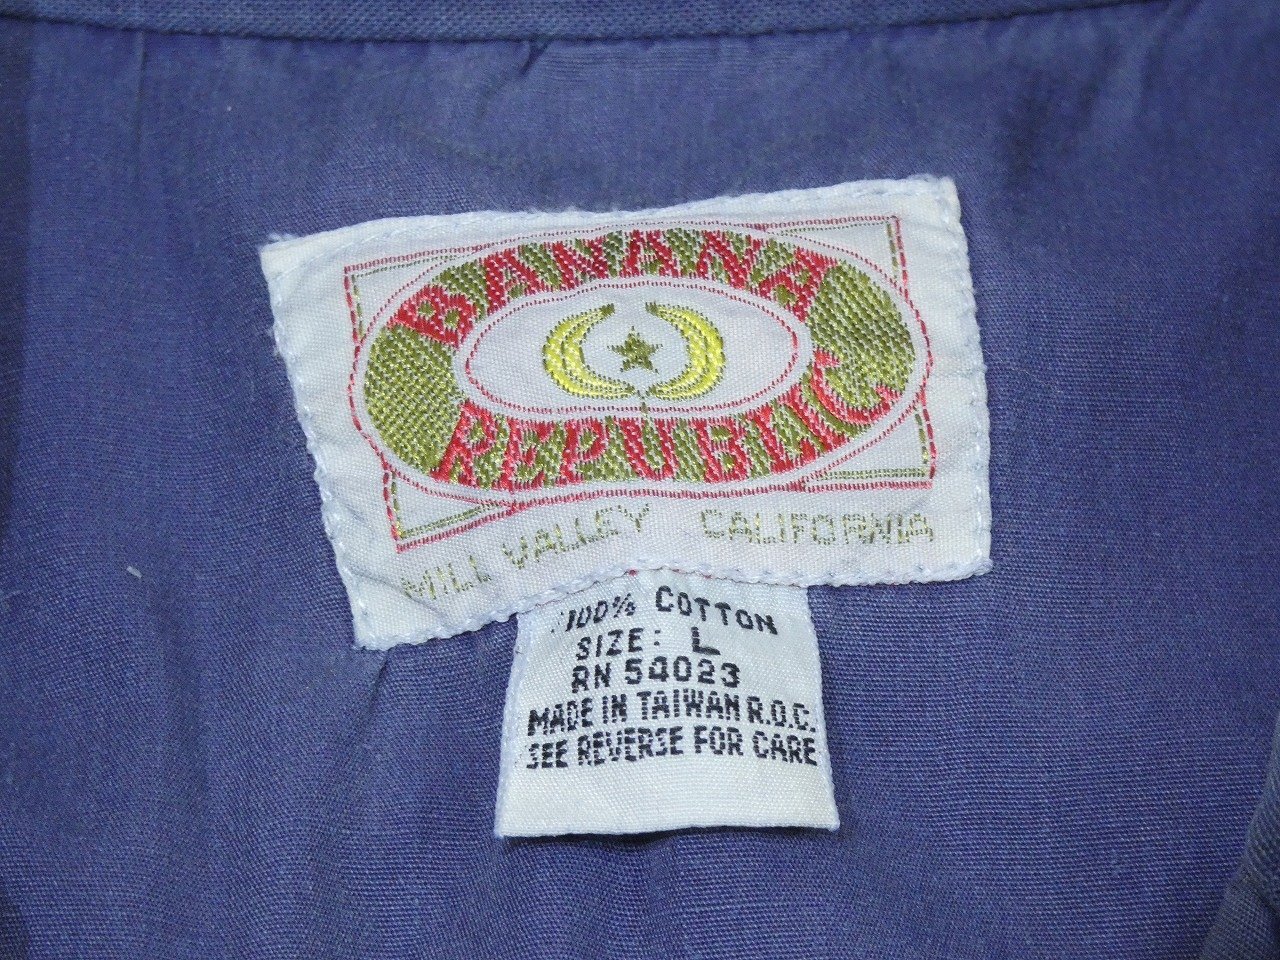 BANANA
REPUBLIC
MILL VALLEY CALIFORNIA
100% COTTON
SIZE: L
RN 54023
MADE IN TAIWAN R.O.C.
SEE REVERSE FOR CARE